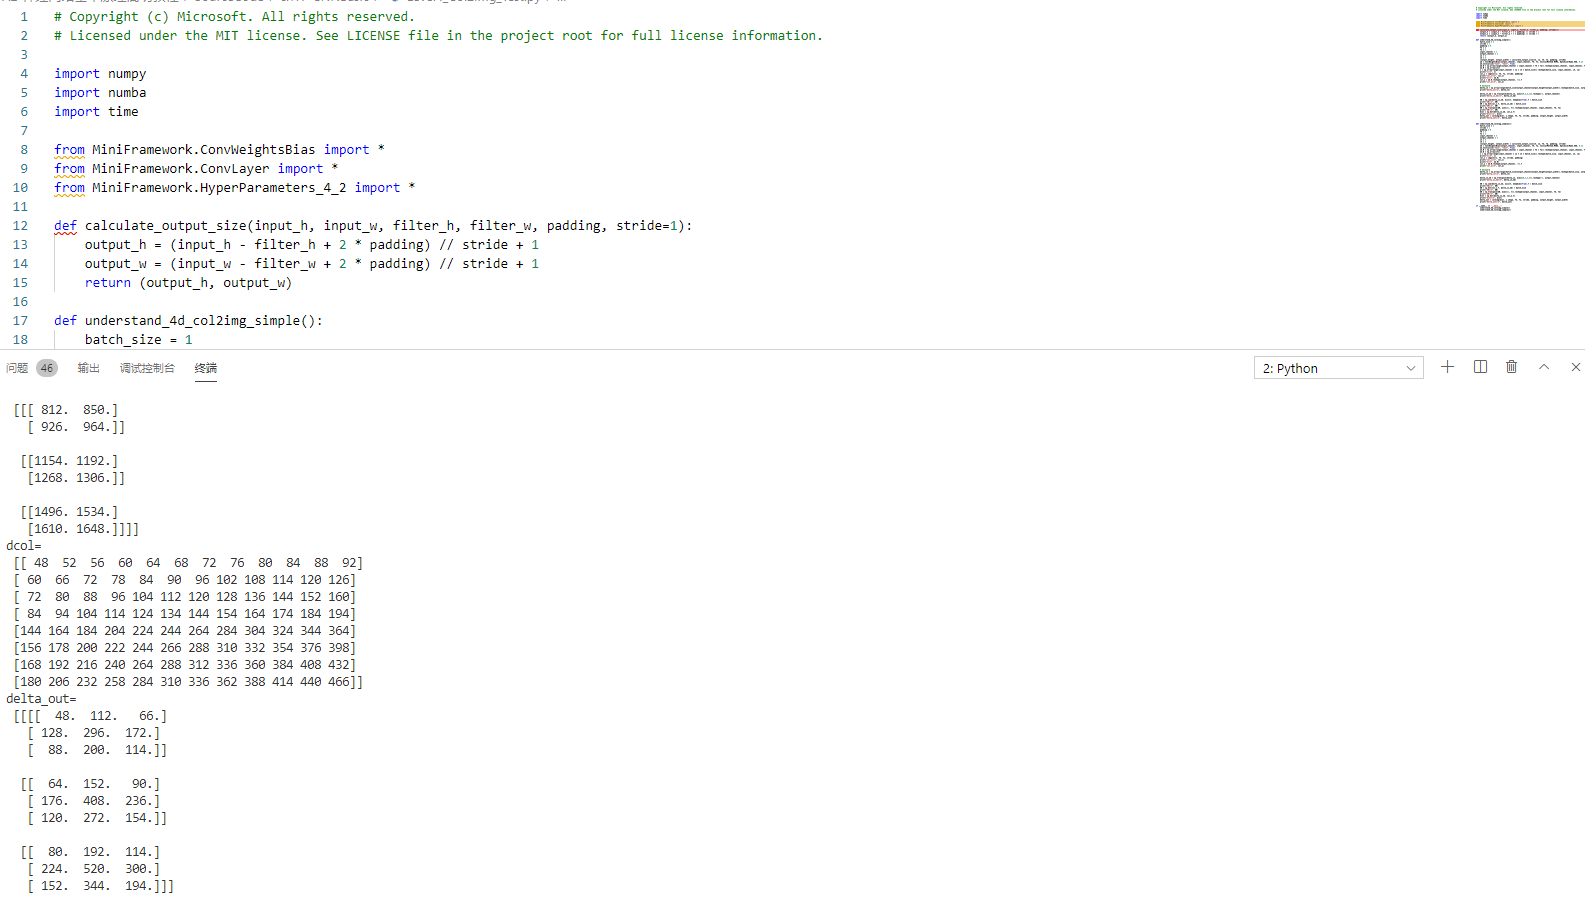 # Copyright (c) Microsoft. All rights reserved.
# Licensed under the MIT license. See LICENSE file in the project root for full license information.
import numpy
import numba
import time
from MiniFramework.ConvWeightsBias import *
from MiniFramework.ConvLayer import *
from MiniFramework.HyperParameters_4_2 import *
def calculate_output_size(input_h, input_w, filter_h, filter_w, padding, stride=1):
output_h = (input_h - filter_h + 2 * padding) // stride + 1
output_w = (input_w - filter_w + 2 * padding) // stride + 1
return (output_h, output_w)
def understand_4d_col2img_simple():
batch_size = 1
1
2
3
4
5
6
7
8
9
10
11
12
13
14
15
16
17
18
问题 46 输出 调试控制台 终端
2: Python
[[[ 812.  850.]
[ 926.  964.]]
[[1154. 1192.]
[1268. 1306.]]
[[1496. 1534.]
[1610. 1648.]]]]
dcol=
[[ 48  52  56  60  64  68  72  76  80  84  88  92]
[ 60  66  72  78  84  90  96 102 108 114 120 126]
[ 72  80  88  96 104 112 120 128 136 144 152 160]
[ 84  94 104 114 124 134 144 154 164 174 184 194]
[144 164 184 204 224 244 264 284 304 324 344 364]
[156 178 200 222 244 266 288 310 332 354 376 398]
[168 192 216 240 264 288 312 336 360 384 408 432]
[180 206 232 258 284 310 336 362 388 414 440 466]]
delta_out=
[[[[  48.  112.   66.]
[ 128.  296.  172.]
[  88.  200.  114.]]
[[  64.  152.   90.]
[ 176.  408.  236.]
[ 120.  272.  154.]]
[[  80.  192.  114.]
[ 224.  520.  300.]
[ 152.  344.  194.]]]